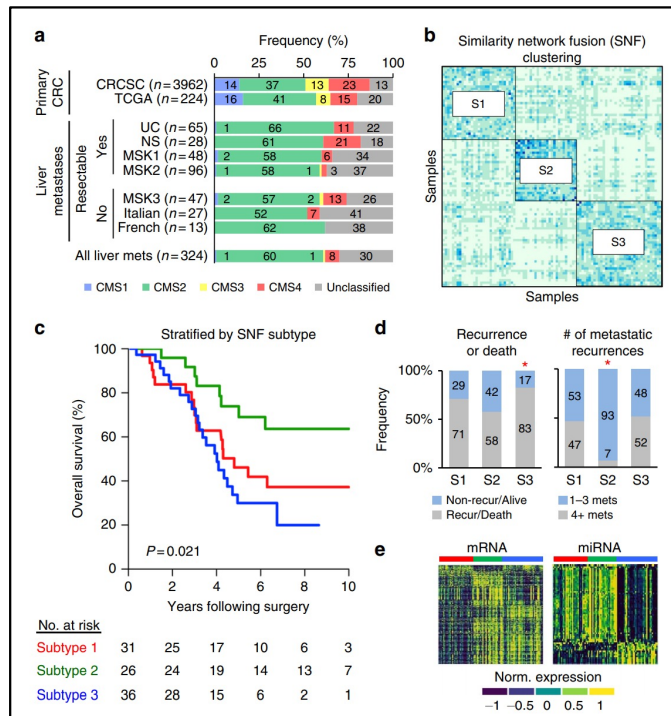 a
Frequency (%)
0 25 50 75 100
Primary CRC
CRCSC (n=3962) 14 37 13 23 13
TCGA (n=224) 16 41 8 15 20
Liver metastases
Resectable
Yes
UC (n=65) 1 66 11 22
NS (n=28) 61 21 18
MSK1 (n=48) 2 58 6 34
MSK2 (n=96) 1 58 1 3 37
No
MSK3 (n=47) 2 57 2 13 26
Italian (n=27) 52 7 41
French (n=13) 62 38
All liver mets (n=324) 1 60 1 8 30
CMS1 CMS2 CMS3 CMS4 Unclassified
b
Similarity network fusion (SNF)
clustering
Samples
S1
S2
S3
Samples
c
Stratified by SNF subtype
Overall survival (%)
100
80
60
40
20
P=0.021
0 2 4 6 8 10
Years following surgery
No. at risk
Subtype 1 31 25 17 10 6 3
Subtype 2 26 24 19 14 13 7
Subtype 3 36 28 15 6 2 1
d
Recurrence
or death
# of metastatic
recurrences
Frequency
100%
50%
0%
* *
29 42 17 53 93 48
71 58 83 47 7 52
S1 S2 S3 S1 S2 S3
Non-recur/Alive
Recur/Death
1–3 mets
4+ mets
e
mRNA miRNA
Norm. expression
−1 −0.5 0 0.5 1